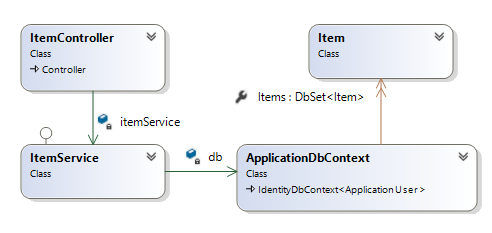 ItemController
Class
Controller
Item
Class
Items : DbSet<Item>
itemService
ItemService
Class
db
ApplicationDbContext
Class
IdentityDbContext<ApplicationUser>